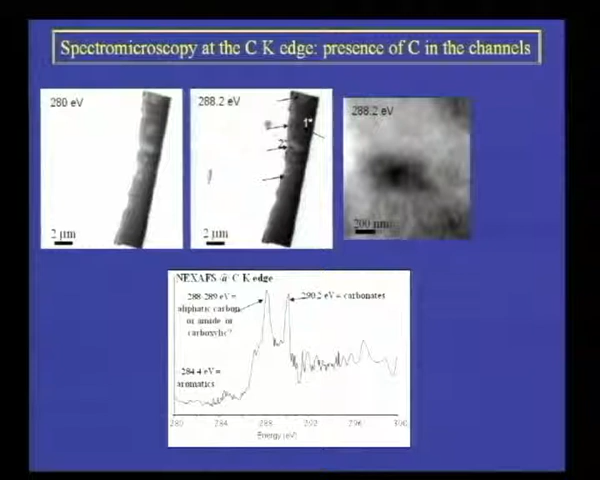 Spectromicroscopy at the C K edge: presence of C in the channels
280 eV
2 µm
288.2 eV
1*
2
2 µm
288.2 eV
200 nm
NEXAFS @ C K edge
288-289 eV =
aliphatic carbon
or amide or
carboxylic?
290.2 eV = carbonates
284.4 eV =
aromatics
280 284 288 292 296 300
Energy (eV)